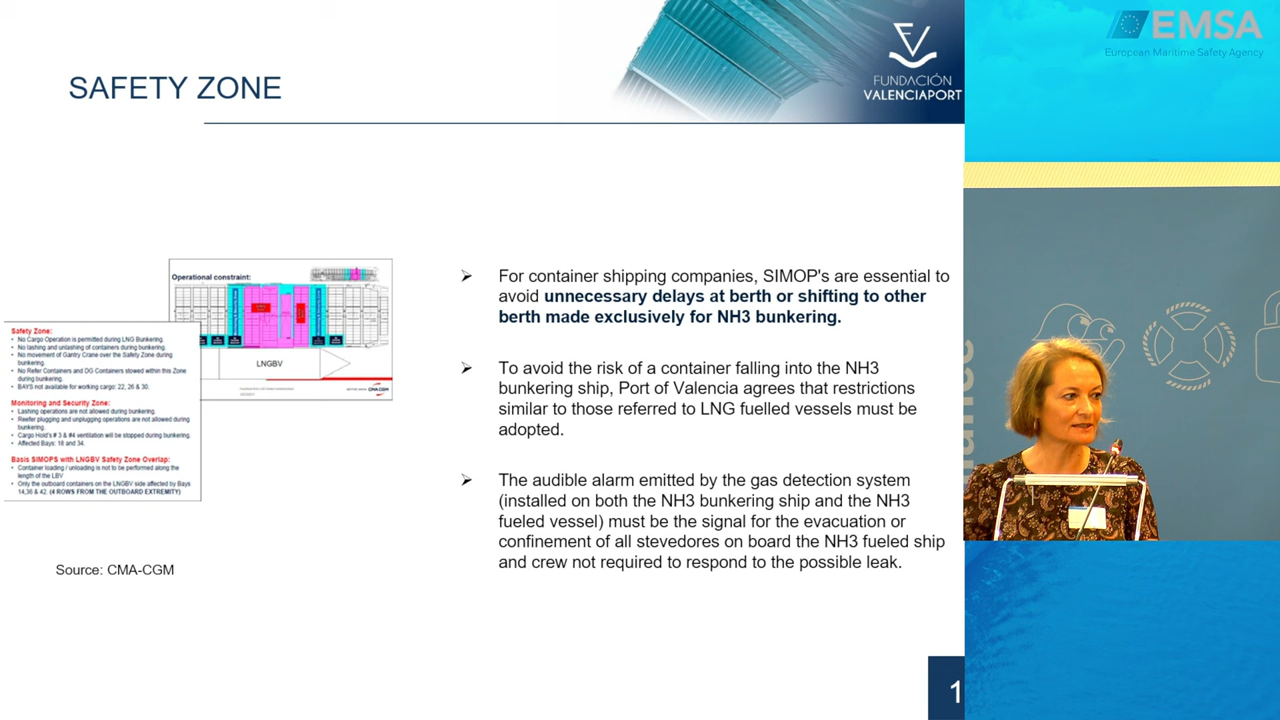 EMSA
European Maritime Safety Agency
FUNDACIÓN
VALENCIAPORT
SAFETY ZONE
Operational constraint:
LNGBV
CMA CGM
Safety Zone:
• No Cargo Operation is permitted during LNG Bunkering.
• No lashing and unlashing of containers during bunkering.
• No movement of Gantry Crane over the Safety Zone during
bunkering.
• No Refer Containers and DG Containers stowed within this Zone
during bunkering.
• BAYS not available for working cargo: 22, 26 & 30.
Monitoring and Security Zone:
• Lashing operations are not allowed during bunkering.
• Reefer plugging and unplugging operations are not allowed during
bunkering.
• Cargo Hold's # 3 & #4 ventilation will be stopped during bunkering.
• Affected Bays: 18 and 34.
Basis SIMOPS with LNGBV Safety Zone Overlap:
• Container loading / unloading is not to be performed along the
length of the LBV
• Only the outboard containers on the LNGBV side affected by Bays
14,36 & 42. (4 ROWS FROM THE OUTBOARD EXTREMITY)
Source: CMA-CGM
➢ For container shipping companies, SIMOP's are essential to
avoid unnecessary delays at berth or shifting to other
berth made exclusively for NH3 bunkering.
➢ To avoid the risk of a container falling into the NH3
bunkering ship, Port of Valencia agrees that restrictions
similar to those referred to LNG fuelled vessels must be
adopted.
➢ The audible alarm emitted by the gas detection system
(installed on both the NH3 bunkering ship and the NH3
fueled vessel) must be the signal for the evacuation or
confinement of all stevedores on board the NH3 fueled ship
and crew not required to respond to the possible leak.
1